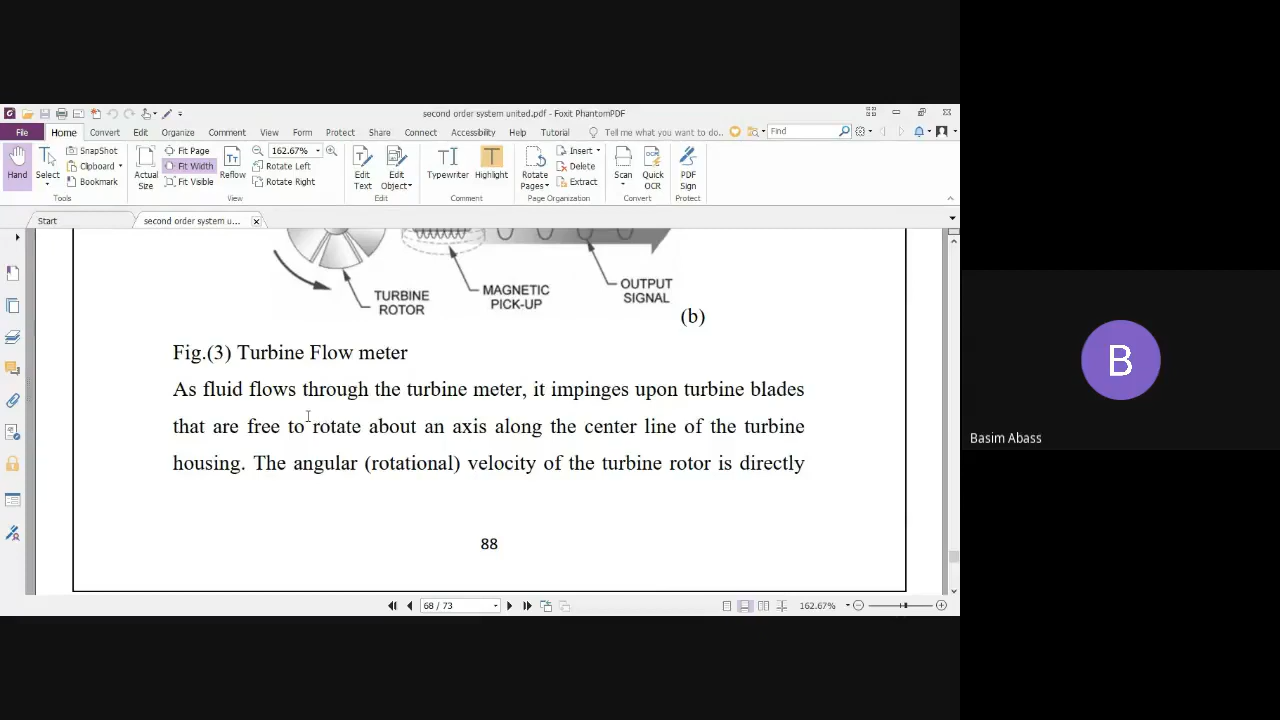 second order system united.pdf - Foxit PhantomPDF
File Home Convert Edit Organize Comment View Form Protect Share Connect Accessibility Help Tutorial Tell me what you want to do.. Find
Hand
Select
SnapShot
Clipboard
Bookmark
Tools
Actual Size
Fit Page
Fit Width
Fit Visible
Reflow
162.67%
Rotate Left
Rotate Right
View
Edit Text
Edit Object
Edit
Typewriter
Highlight
Comment
Rotate Pages
Insert
Delete
Extract
Page Organization
Scan
Quick OCR
Convert
PDF Sign
Protect
Start
second order system u...
TURBINE
ROTOR
MAGNETIC
PICK-UP
OUTPUT
SIGNAL
(b)
Fig.(3) Turbine Flow meter
As fluid flows through the turbine meter, it impinges upon turbine blades
that are free to rotate about an axis along the center line of the turbine
housing. The angular (rotational) velocity of the turbine rotor is directly
88
68 / 73
162.67%
B
Basim Abass